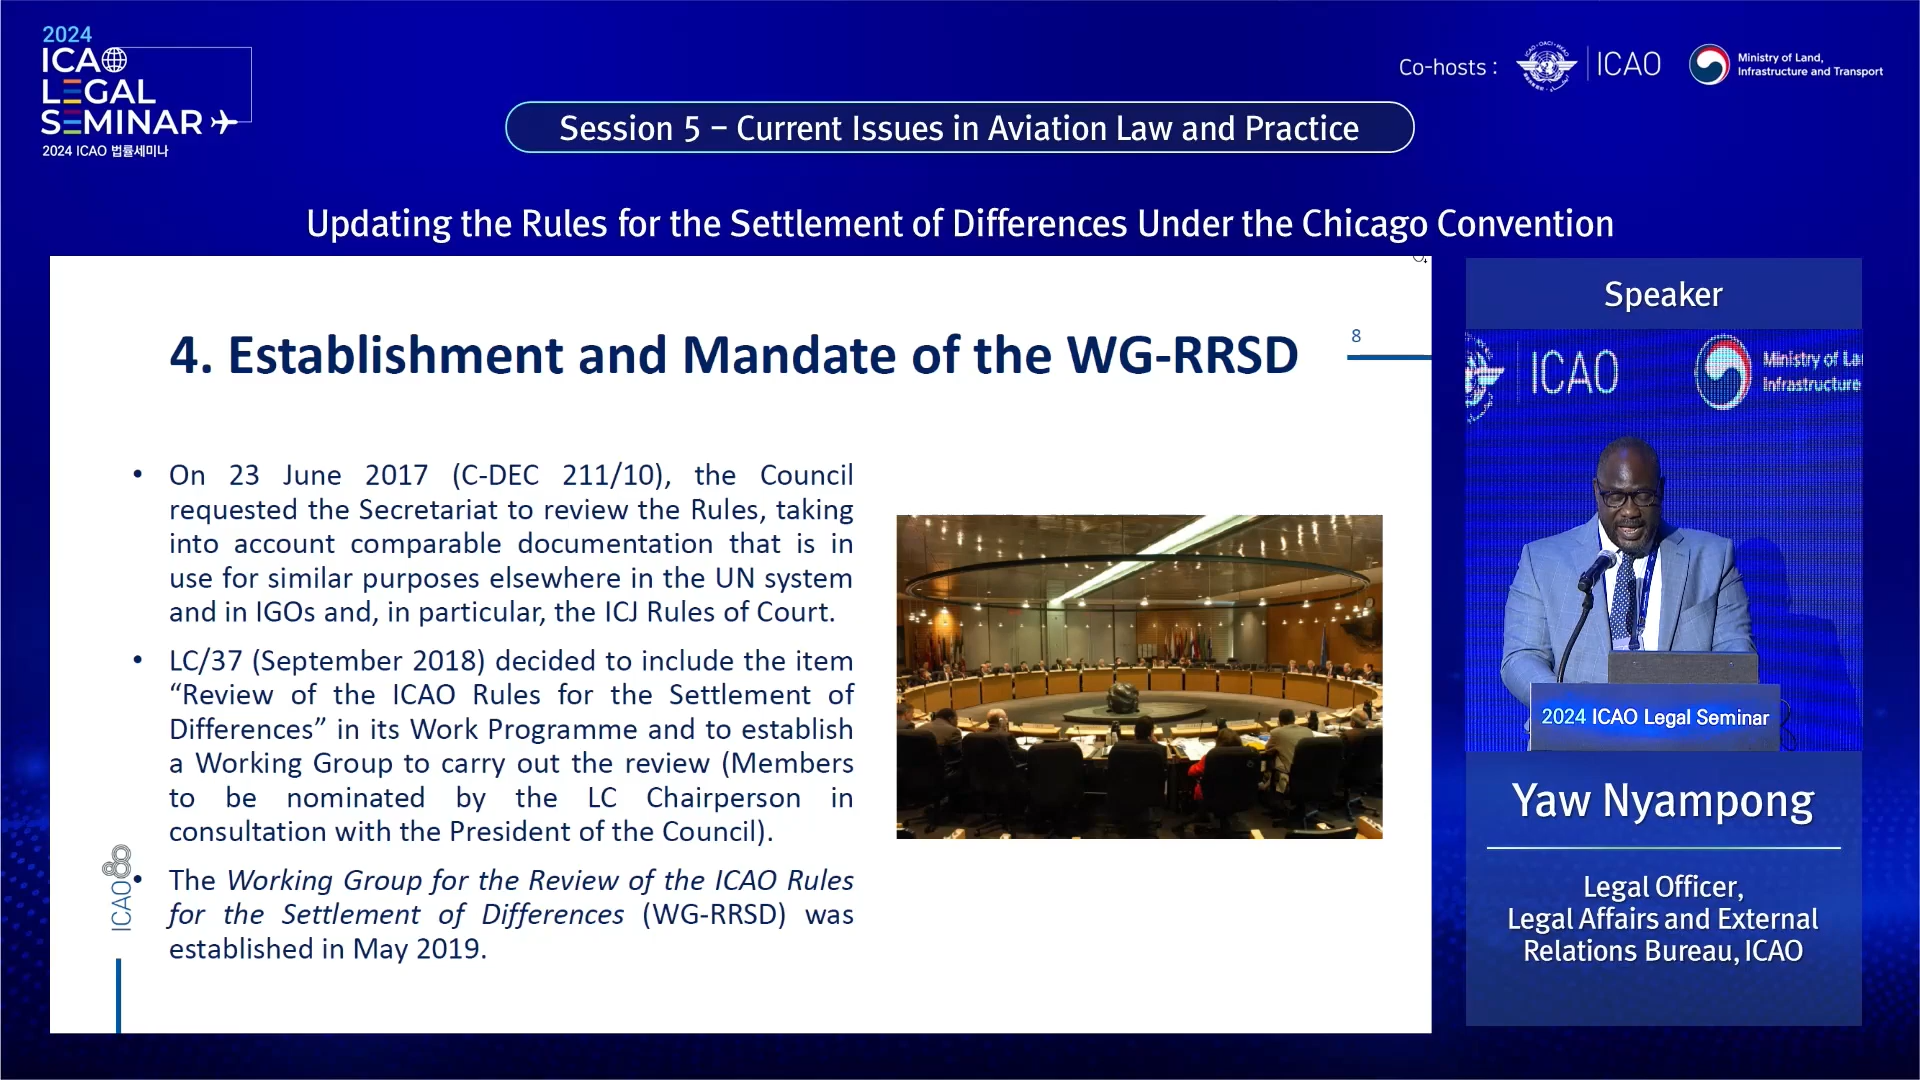 2024
ICAO
LEGAL
SEMINAR
2024 ICAO 법률세미나
Co-hosts :
ICAO
Ministry of Land,
Infrastructure and Transport
Session 5 – Current Issues in Aviation Law and Practice
Updating the Rules for the Settlement of Differences Under the Chicago Convention
4. Establishment and Mandate of the WG-RRSD
8
• On 23 June 2017 (C-DEC 211/10), the Council
requested the Secretariat to review the Rules, taking
into account comparable documentation that is in
use for similar purposes elsewhere in the UN system
and in IGOs and, in particular, the ICJ Rules of Court.
• LC/37 (September 2018) decided to include the item
“Review of the ICAO Rules for the Settlement of
Differences” in its Work Programme and to establish
a Working Group to carry out the review (Members
to be nominated by the LC Chairperson in
consultation with the President of the Council).
• The Working Group for the Review of the ICAO Rules
for the Settlement of Differences (WG-RRSD) was
established in May 2019.
ICAO 80
Speaker
ICAO
Ministry of La
Infrastructure
2024 ICAO Legal Seminar
Yaw Nyampong
Legal Officer,
Legal Affairs and External
Relations Bureau, ICAO